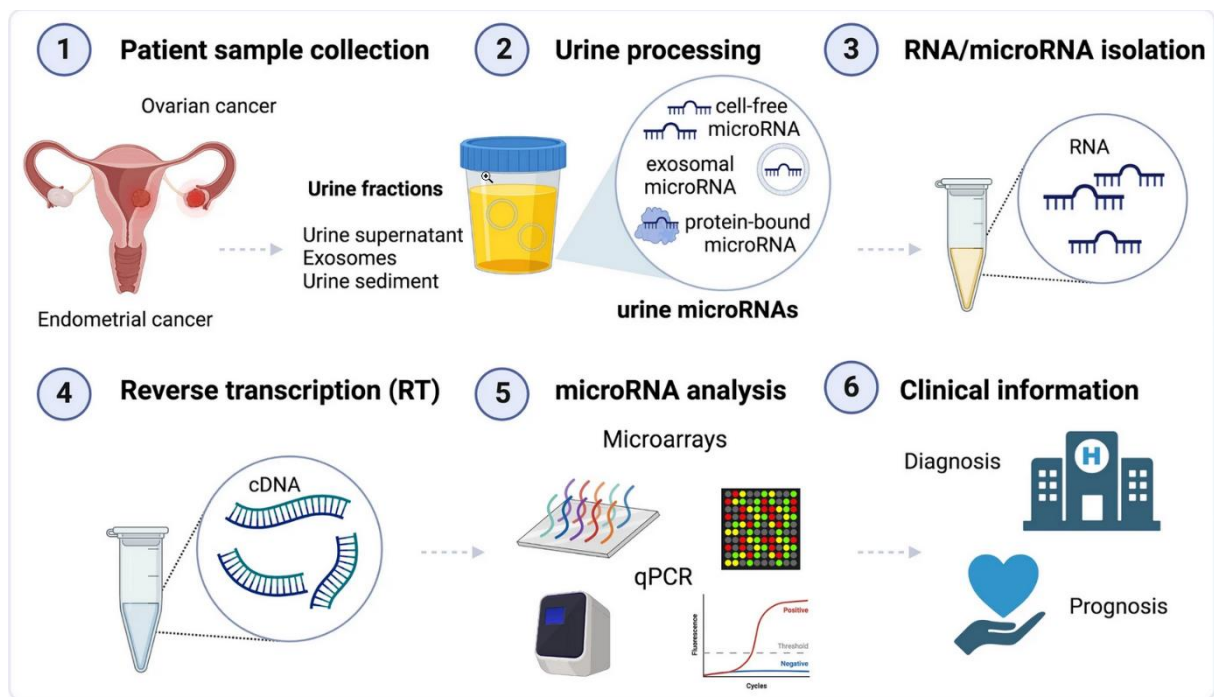 1 Patient sample collection
Ovarian cancer
Endometrial cancer
Urine fractions
Urine supernatant
Exosomes
Urine sediment
2 Urine processing
cell-free
microRNA
exosomal
microRNA
protein-bound
microRNA
urine microRNAs
3 RNA/microRNA isolation
RNA
4 Reverse transcription (RT)
cDNA
5 microRNA analysis
Microarrays
qPCR
Fluorescence
Positive
Threshold
Negative
Cycles
6 Clinical information
Diagnosis
H
Prognosis